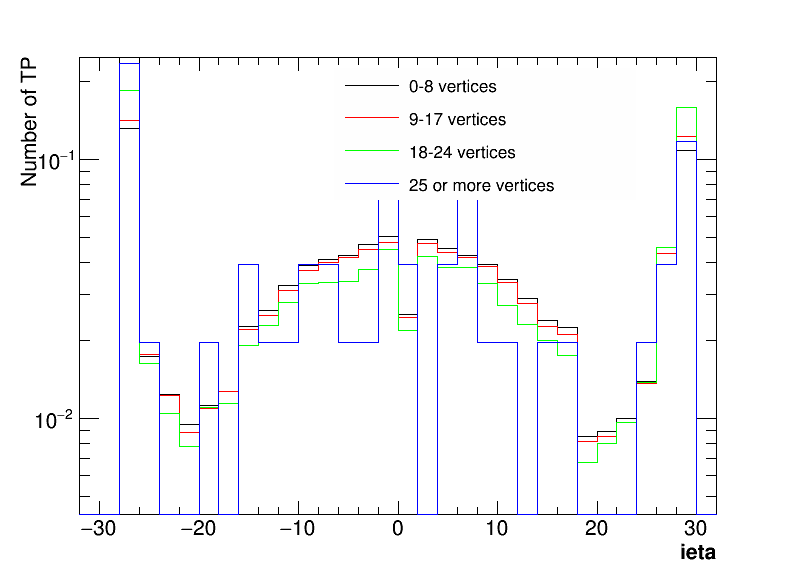 Number of TP
0-8 vertices
9-17 vertices
18-24 vertices
25 or more vertices
10−1
10−2
−30 −20 −10 0 10 20 30
ieta